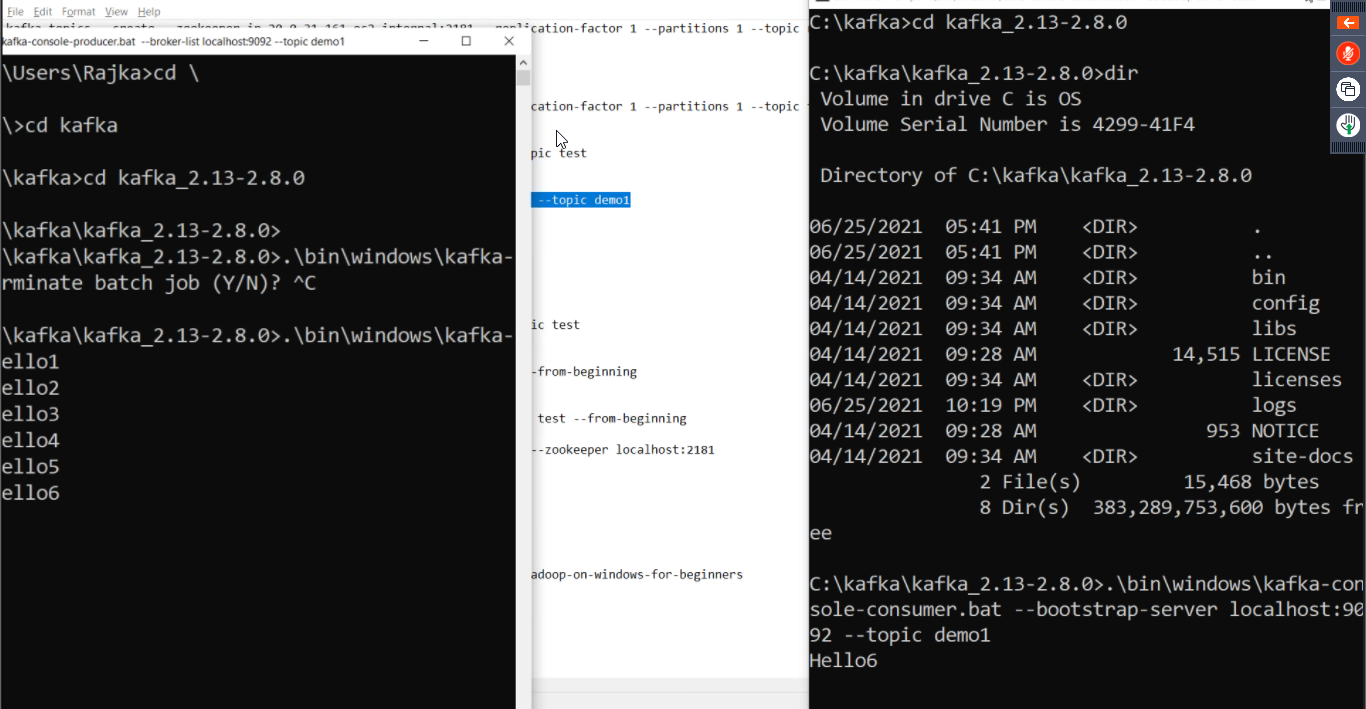 File Edit Format View Help
kafka-console-producer.bat --broker-list localhost:9092 --topic demo1
\Users\Rajka>cd \
\>cd kafka
\kafka>cd kafka_2.13-2.8.0
\kafka\kafka_2.13-2.8.0>
\kafka\kafka_2.13-2.8.0>.\bin\windows\kafka-
rminate batch job (Y/N)? ^C
\kafka\kafka_2.13-2.8.0>.\bin\windows\kafka-
ello1
ello2
ello3
ello4
ello5
ello6
ication-factor 1 --partitions 1 --topic
ication-factor 1 --partitions 1 --topic
pic test
--topic demo1
ic test
-from-beginning
test --from-beginning
--zookeeper localhost:2181
adoop-on-windows-for-beginners
C:\kafka>cd kafka_2.13-2.8.0
C:\kafka\kafka_2.13-2.8.0>dir
Volume in drive C is OS
Volume Serial Number is 4299-41F4
Directory of C:\kafka\kafka_2.13-2.8.0
06/25/2021 05:41 PM <DIR> .
06/25/2021 05:41 PM <DIR> ..
04/14/2021 09:34 AM <DIR> bin
04/14/2021 09:34 AM <DIR> config
04/14/2021 09:34 AM <DIR> libs
04/14/2021 09:28 AM 14,515 LICENSE
04/14/2021 09:34 AM <DIR> licenses
06/25/2021 10:19 PM <DIR> logs
04/14/2021 09:28 AM 953 NOTICE
04/14/2021 09:34 AM <DIR> site-docs
2 File(s) 15,468 bytes
8 Dir(s) 383,289,753,600 bytes fr
ee
C:\kafka\kafka_2.13-2.8.0>.\bin\windows\kafka-con
sole-consumer.bat --bootstrap-server localhost:90
92 --topic demo1
Hello6